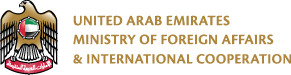 UNITED ARAB EMIRATES
MINISTRY OF FOREIGN AFFAIRS
& INTERNATIONAL COOPERATION